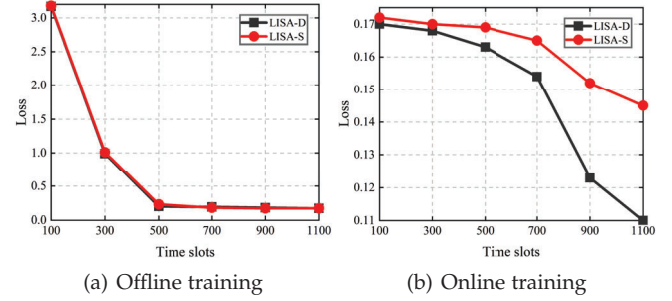 3.0
2.5
2.0
1.5
1.0
0.5
0.0
Loss
LISA-D
LISA-S
100 300 500 700 900 1100
Time slots
(a) Offline training
0.17
0.16
0.15
0.14
0.13
0.12
0.11
Loss
LISA-D
LISA-S
100 300 500 700 900 1100
Time slots
(b) Online training